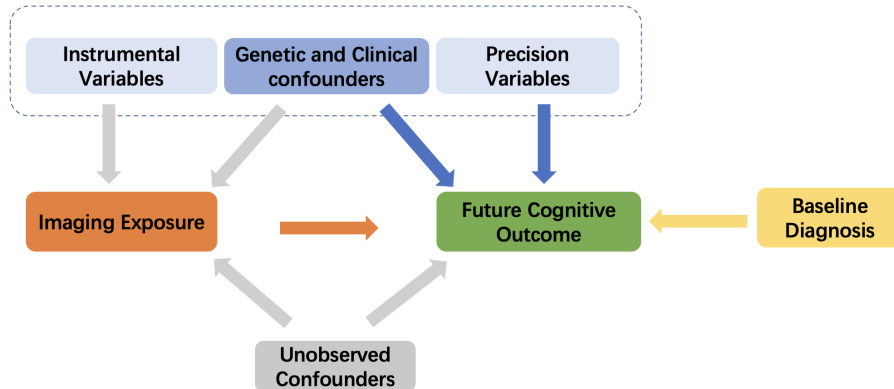 Instrumental
Variables
Genetic and Clinical
confounders
Precision
Variables
Imaging Exposure
Future Cognitive
Outcome
Baseline
Diagnosis
Unobserved
Confounders